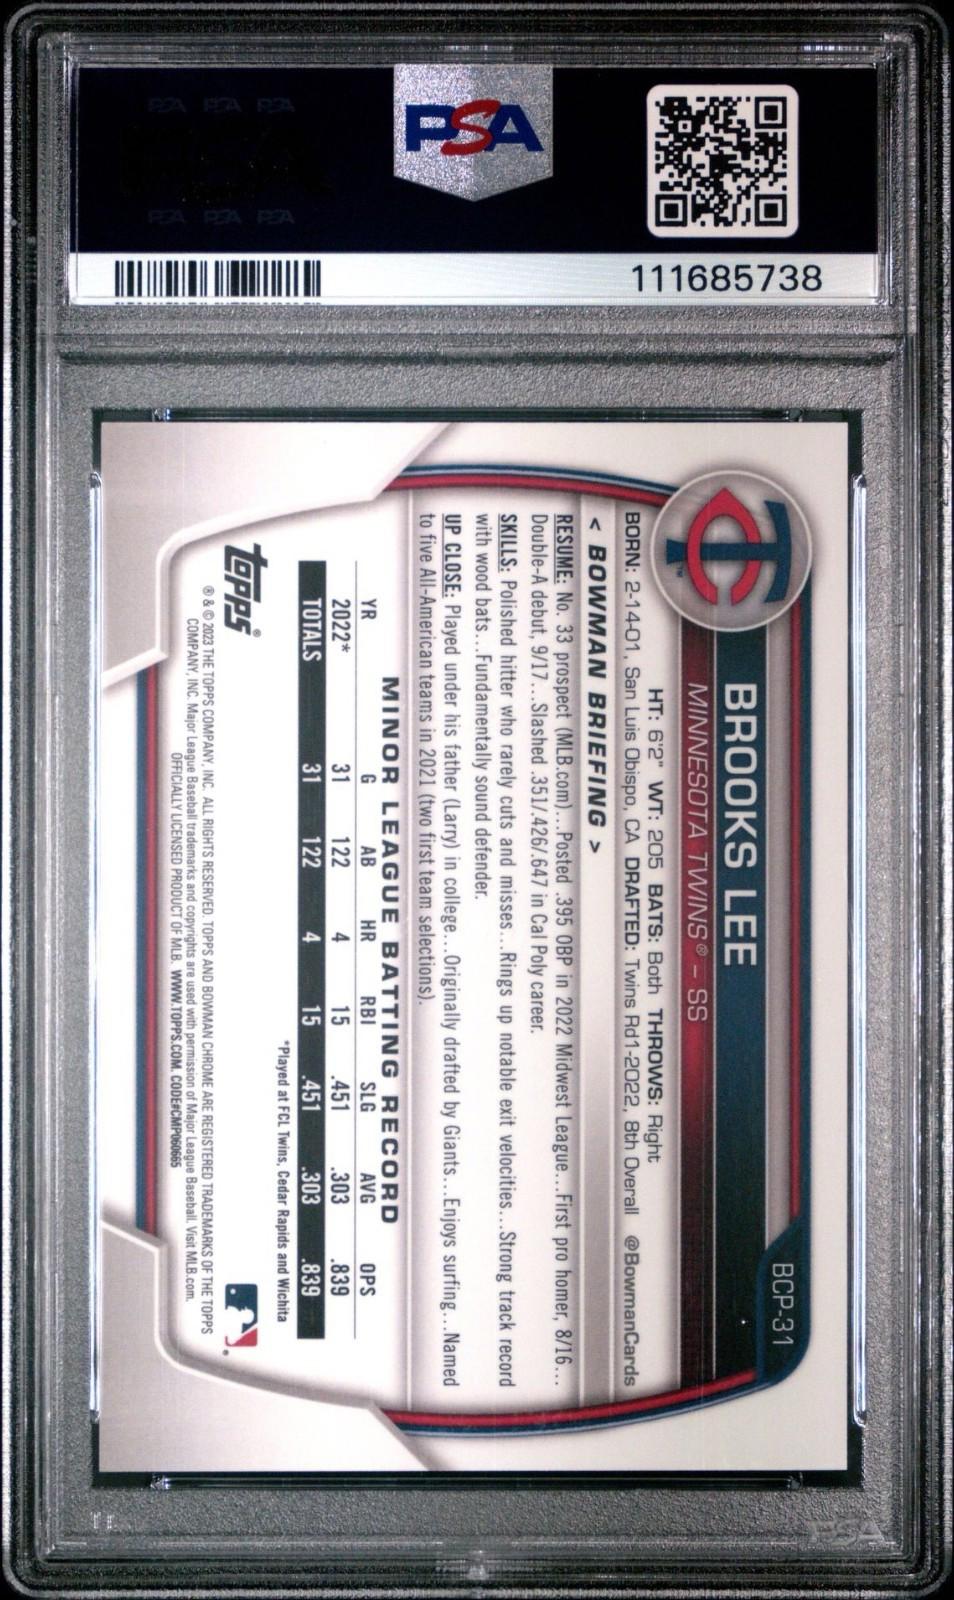 PSA PSA PSA
PSA
PSA PSA PSA
111685738
BCP-31
BROOKS LEE
MINNESOTA TWINS® – SS
HT: 6'2" WT: 205 BATS: Both THROWS: Right
BORN: 2-14-01, San Luis Obispo, CA DRAFTED: Twins Rd1-2022, 8th Overall @BowmanCards
< BOWMAN BRIEFING >
RESUME: No. 33 prospect (MLB.com)...Posted .395 OBP in 2022 Midwest League...First pro homer, 8/16...
Double-A debut, 9/17...Slashed .351/.426/.647 in Cal Poly career.
SKILLS: Polished hitter who rarely cuts and misses...Rings up notable exit velocities...Strong track record
with wood bats...Fundamentally sound defender.
UP CLOSE: Played under his father (Larry) in college...Originally drafted by Giants...Enjoys surfing...Named
to five All-American teams in 2021 (two first team selections).
MINOR LEAGUE BATTING RECORD
YR G AB HR RBI SLG AVG OPS
2022* 31 122 4 15 .451 .303 .839
TOTALS 31 122 4 15 .451 .303 .839
*Played at FCL Twins, Cedar Rapids and Wichita
topps®
® & © 2023 THE TOPPS COMPANY, INC. ALL RIGHTS RESERVED. TOPPS AND BOWMAN CHROME ARE REGISTERED TRADEMARKS OF THE TOPPS
COMPANY, INC. Major League Baseball trademarks and copyrights are used with permission of Major League Baseball. Visit MLB.com.
OFFICIALLY LICENSED PRODUCT OF MLB. WWW.TOPPS.COM. CODE#CMP060665
PSA